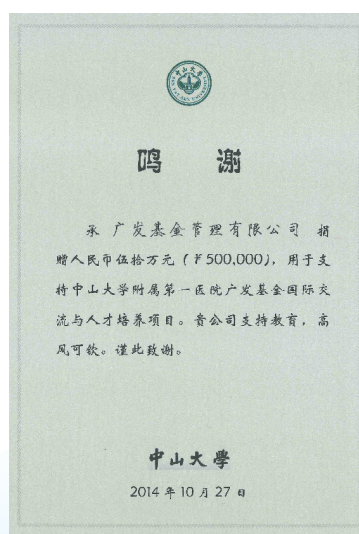 中山大學
鸣 谢
承 广发基金管理有限公司 捐
赠人民币伍拾万元（￥500,000），用于支
持中山大学附属第一医院广发基金国际交
流与人才培养项目。贵公司支持教育，高
风可钦。谨此致谢。
中山大學
2014 年 10 月 27 日